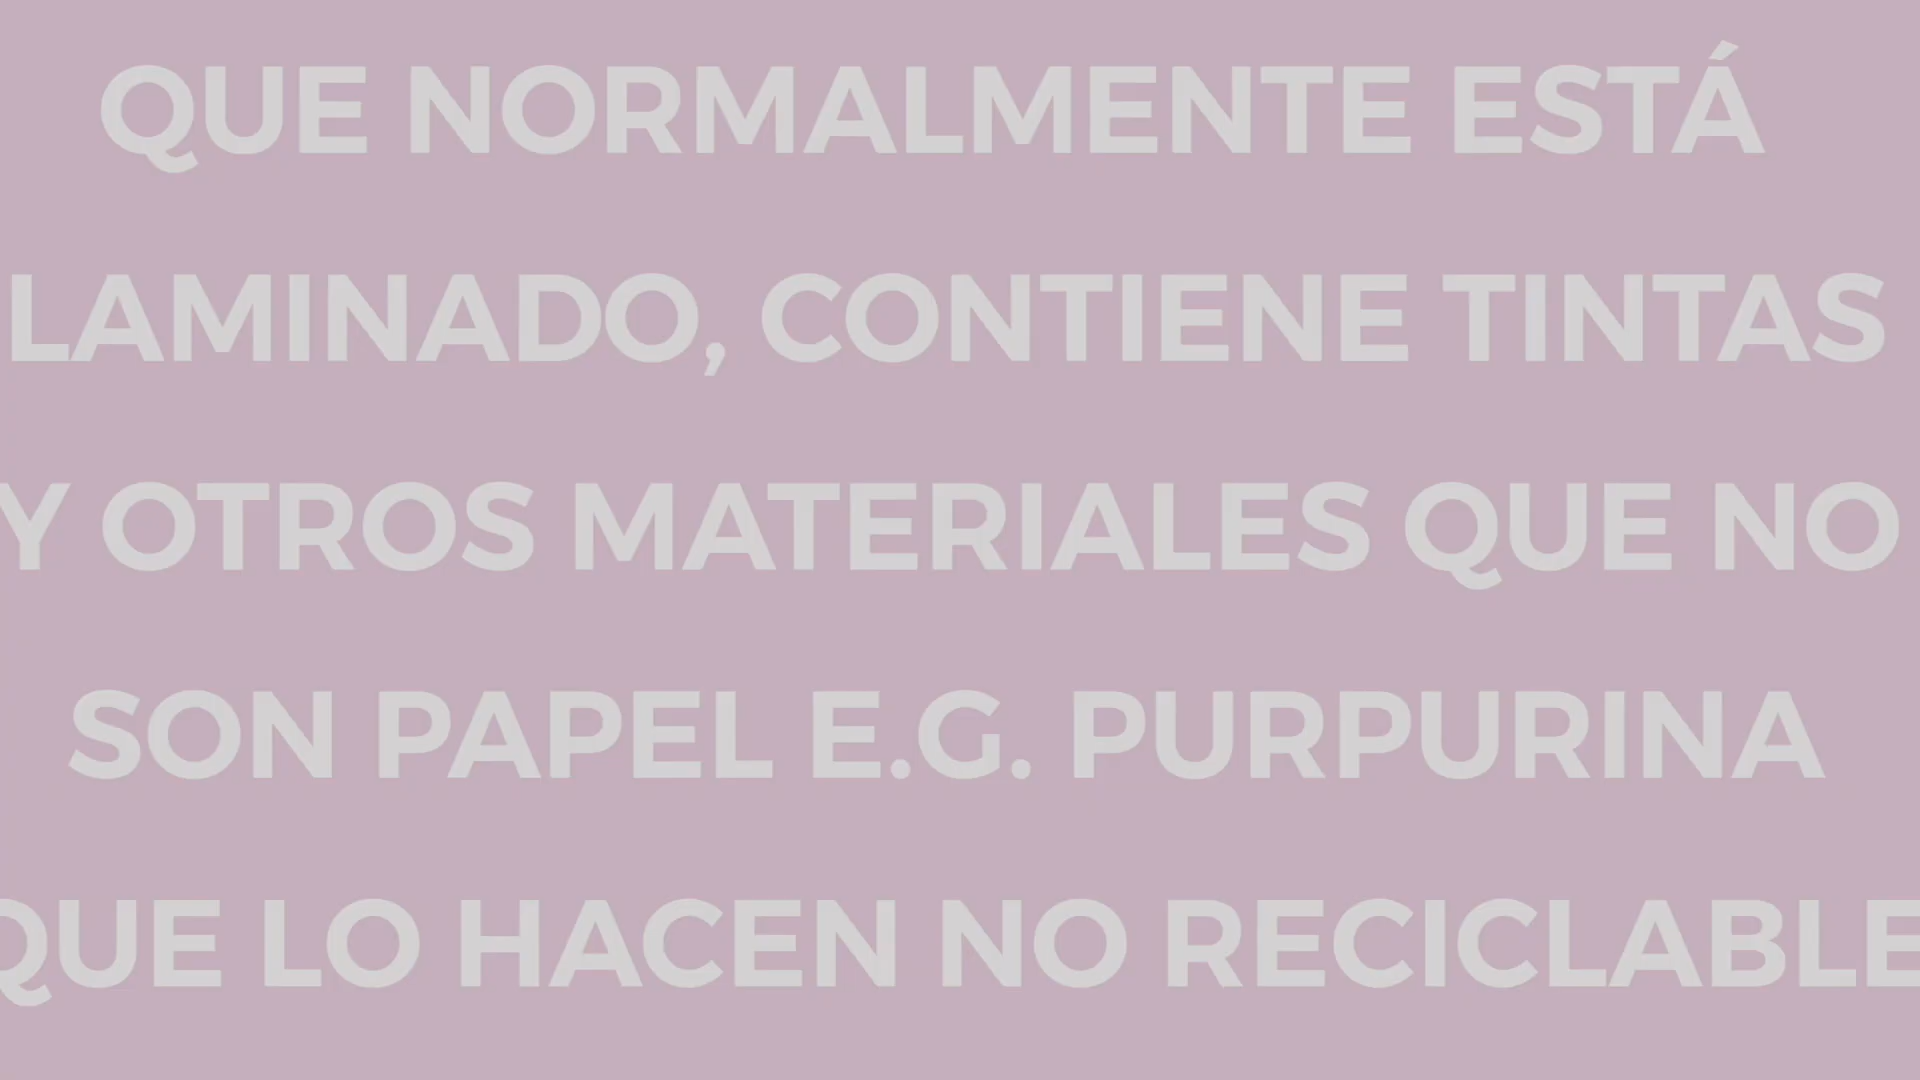 QUE NORMALMENTE ESTÁ
LAMINADO, CONTIENE TINTAS
Y OTROS MATERIALES QUE NO
SON PAPEL E.G. PURPURINA
QUE LO HACEN NO RECICLABLE